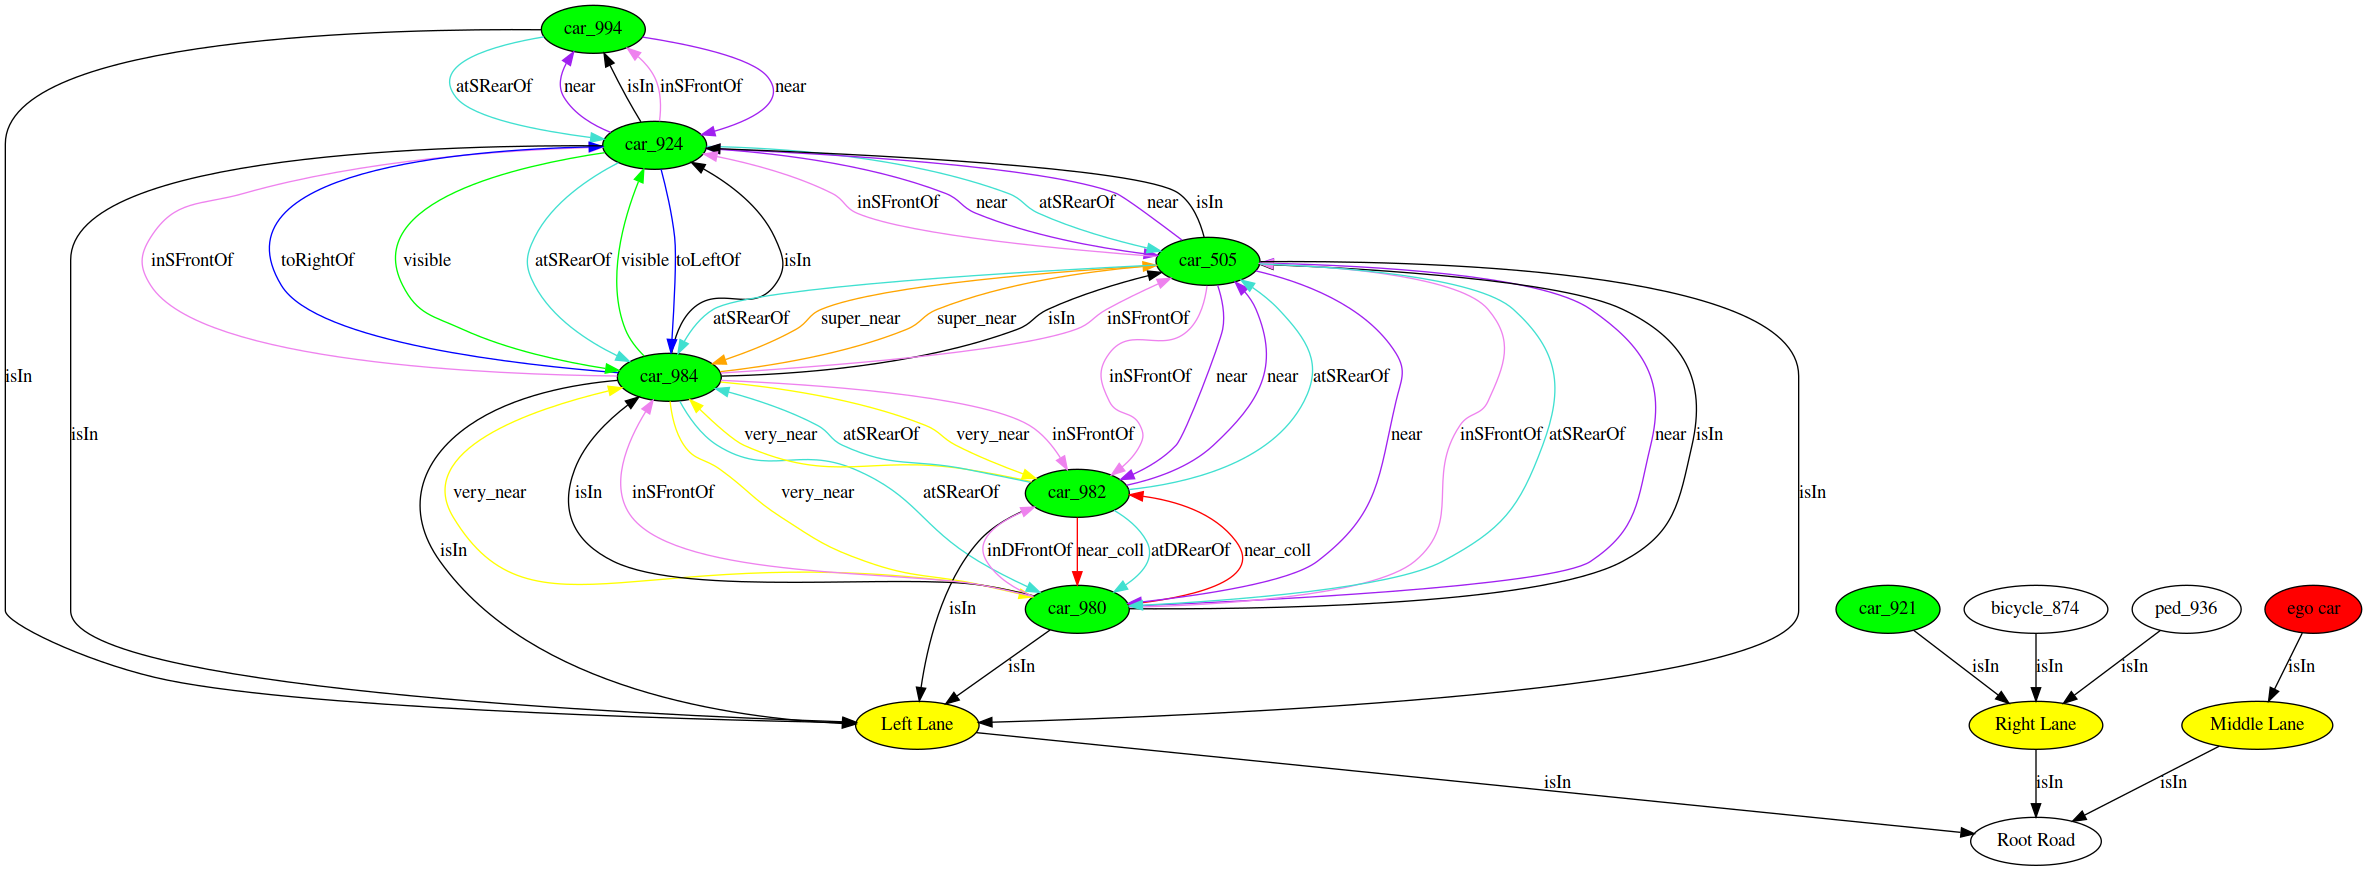 car_994
atSRearOf
near
isIn
inSFrontOf
near
car_924
inSFrontOf
near
atSRearOf
near
isIn
inSFrontOf
toRightOf
visible
atSRearOf
visible
toLeftOf
isIn
car_505
atSRearOf
super_near
super_near
isIn
inSFrontOf
isIn
car_984
inSFrontOf
near
near
atSRearOf
isIn
very_near
atSRearOf
very_near
inSFrontOf
near
inSFrontOf
atSRearOf
near
isIn
very_near
isIn
inSFrontOf
very_near
atSRearOf
car_982
isIn
isIn
inDFrontOf
near_coll
atDRearOf
near_coll
isIn
car_980
car_921
bicycle_874
ped_936
ego car
isIn
isIn
isIn
isIn
isIn
Left Lane
Right Lane
Middle Lane
isIn
isIn
isIn
Root Road